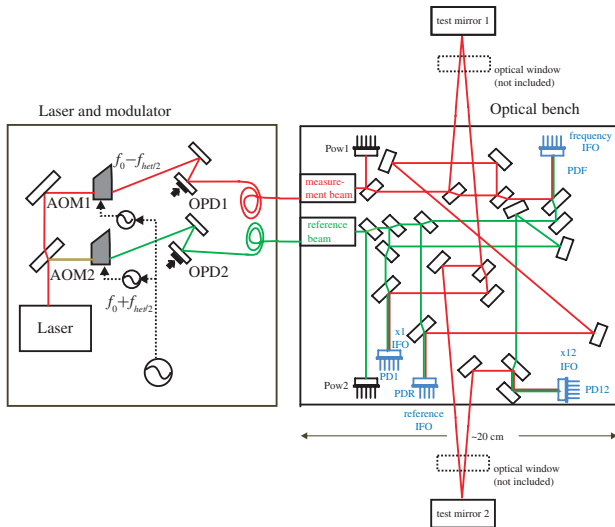 test mirror 1
optical window
(not included)
Laser and modulator
Optical bench
f0−fhet/2
Pow1
frequency
IFO
PDF
AOM1
OPD1
measure-
ment beam
reference
beam
AOM2
OPD2
f0+fhet/2
Laser
x1
IFO
PD1
x12
IFO
Pow2
PDR
PD12
reference
IFO
~20 cm
optical window
(not included)
test mirror 2